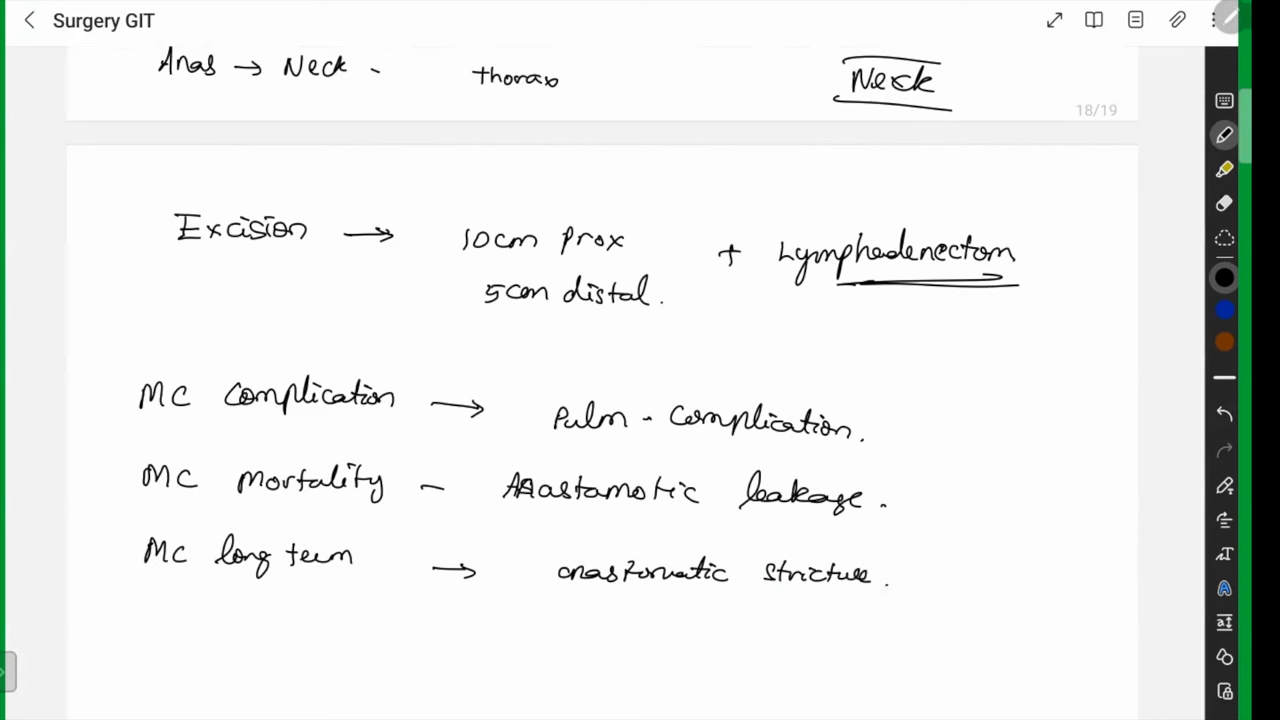 Surgery GIT
Anas → Neck - thorax Neck
18/19
Excision → 10cm prox + Lymphadenectom
5cm distal.
MC Complication → Pulm - Complication.
MC mortality - Anastamotic leakage.
MC long term → anastomatic stricture.